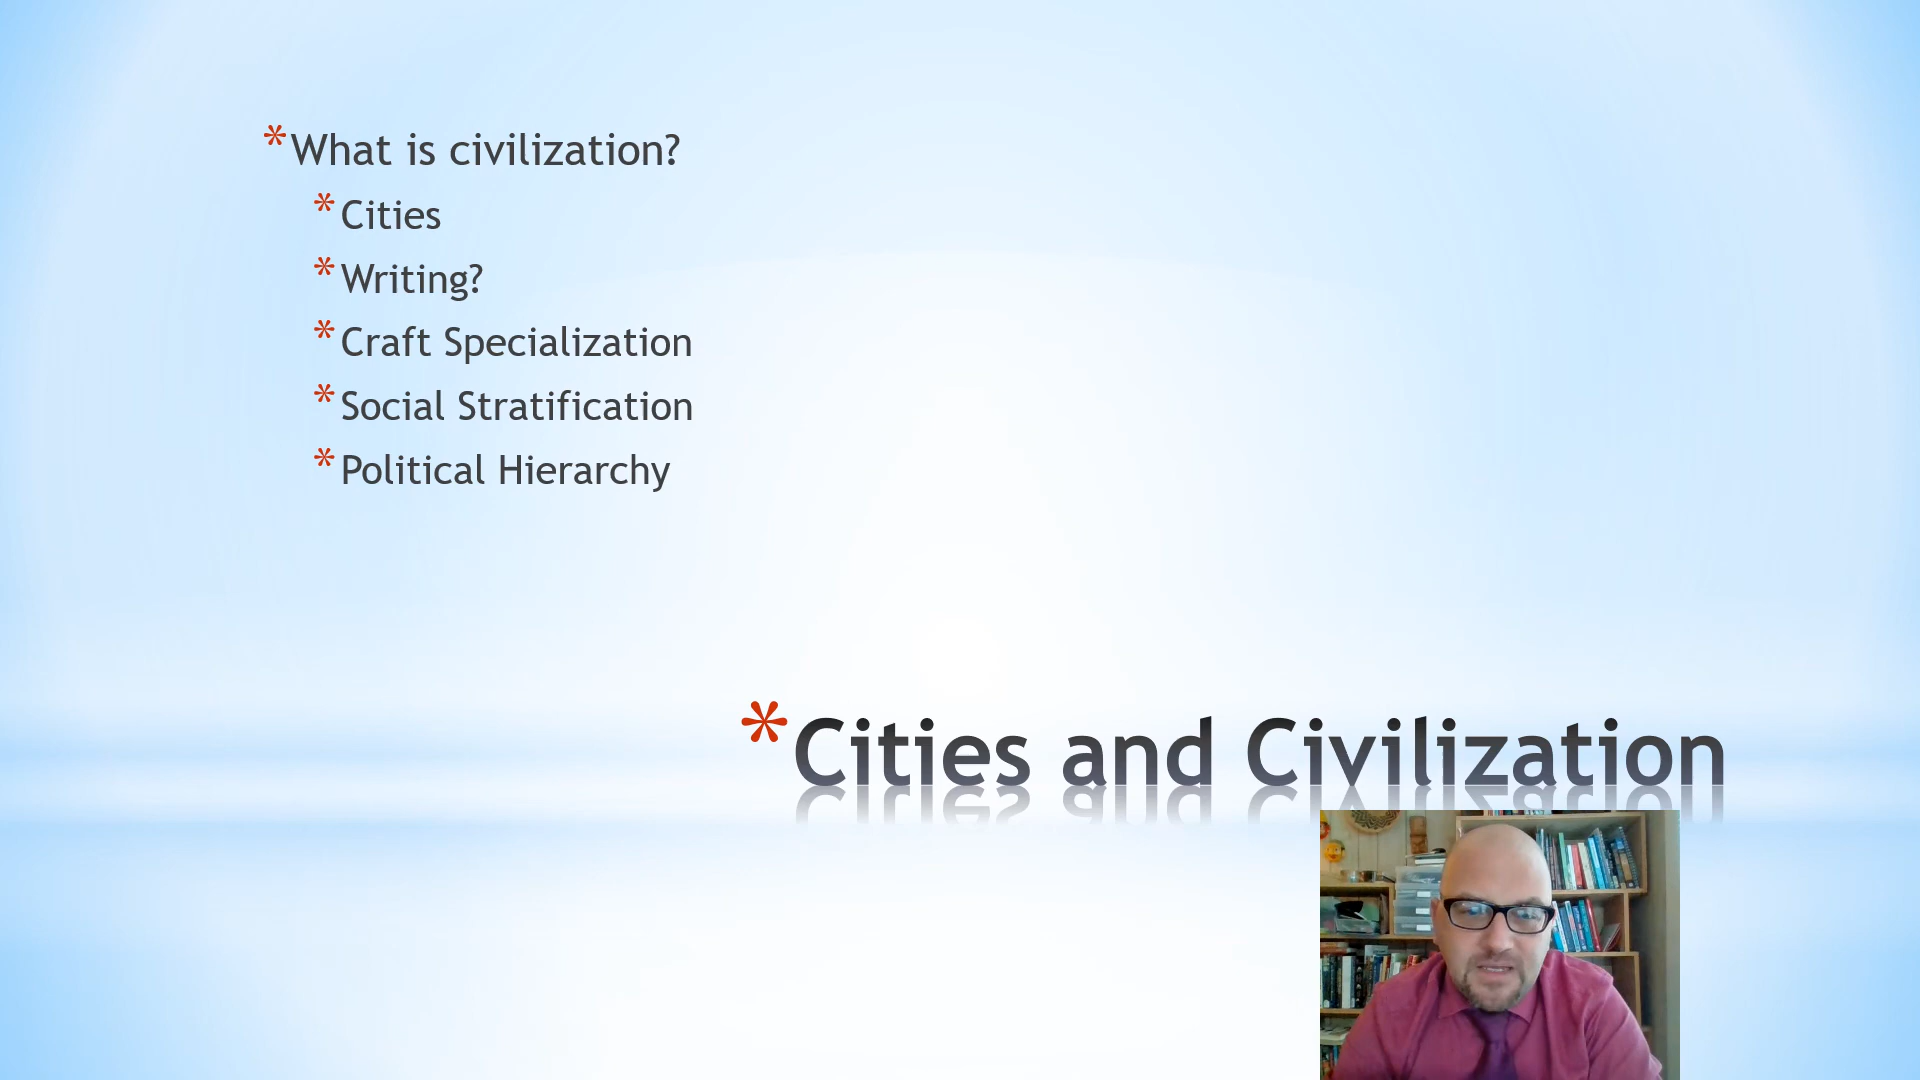 * What is civilization?
* Cities
* Writing?
* Craft Specialization
* Social Stratification
* Political Hierarchy
* Cities and Civilization